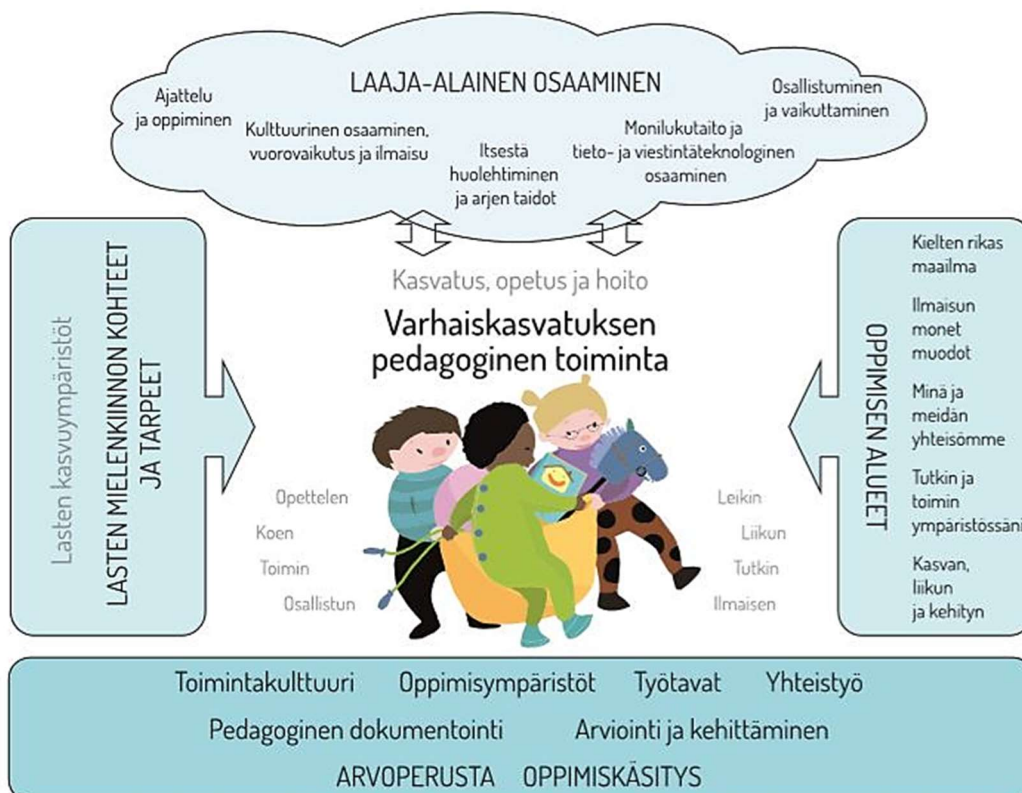 LAAJA-ALAINEN OSAAMINEN
Ajattelu
ja oppiminen
Kulttuurinen osaaminen,
vuorovaikutus ja ilmaisu
Itsestä
huolehtiminen
ja arjen taidot
Monilukutaito ja
tieto- ja viestintäteknologinen
osaaminen
Osallistuminen
ja vaikuttaminen
Lasten kasvuympäristöt
LASTEN MIELENKIINNON KOHTEET
JA TARPEET
Kasvatus, opetus ja hoito
Varhaiskasvatuksen
pedagoginen toiminta
Opettelen
Koen
Toimin
Osallistun
Leikin
Liikun
Tutkin
Ilmaisen
OPPIMISEN ALUEET
Kielten rikas
maailma
Ilmaisun
monet
muodot
Minä ja
meidän
yhteisömme
Tutkin ja
toimin
ympäristössäni
Kasvan,
liikun
ja kehityn
Toimintakulttuuri Oppimisympäristöt Työtavat Yhteistyö
Pedagoginen dokumentointi Arviointi ja kehittäminen
ARVOPERUSTA OPPIMISKÄSITYS